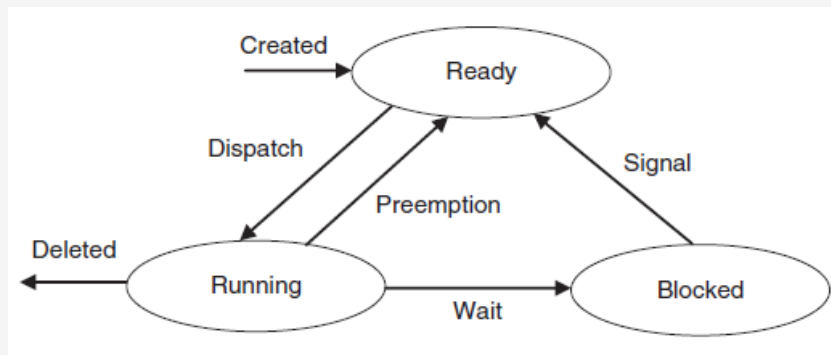 Created
Ready
Dispatch
Signal
Preemption
Deleted
Running
Blocked
Wait